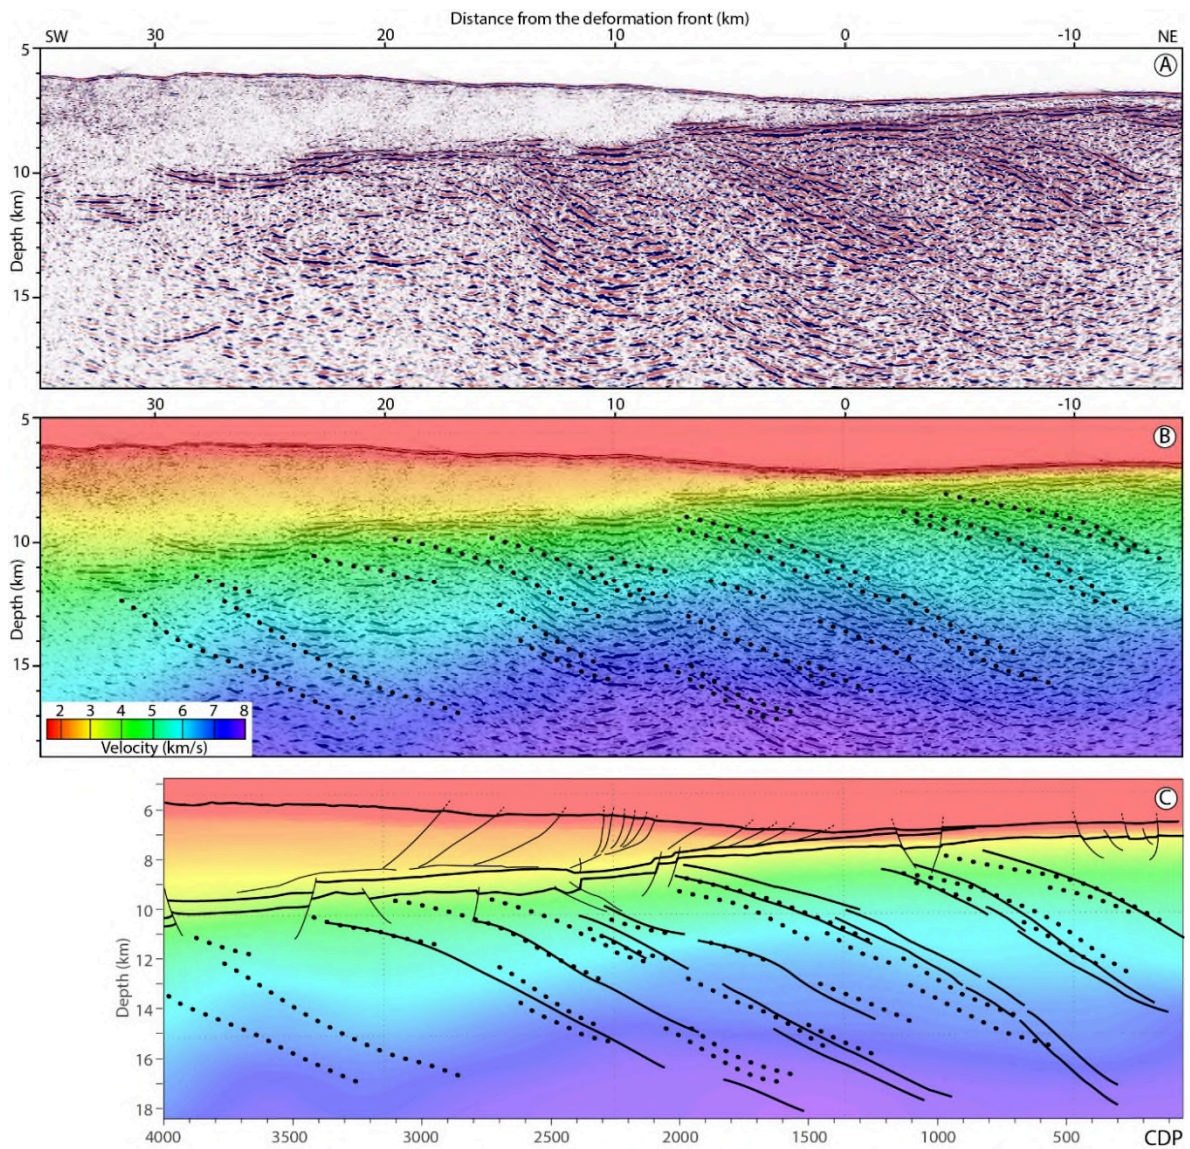 Distance from the deformation front (km)
SW 30 20 10 0 -10 NE
5
A
10
Depth (km)
15
30 20 10 0 -10
5
B
10
Depth (km)
15
2 3 4 5 6 7 8
Velocity (km/s)
C
6
8
10
12
Depth (km)
14
16
18
4000 3500 3000 2500 2000 1500 1000 500 CDP